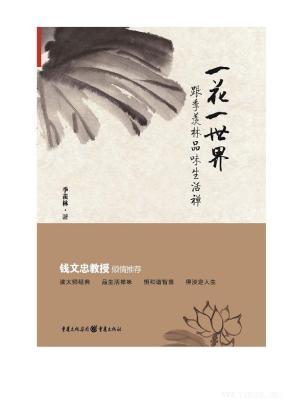 一花一世界
跟季羡林品味生活禅
季羡林·著
钱文忠教授 倾情推荐
读大师经典 品生活禅味 悟和谐智慧 得淡定人生
重庆出版集团 重庆出版社